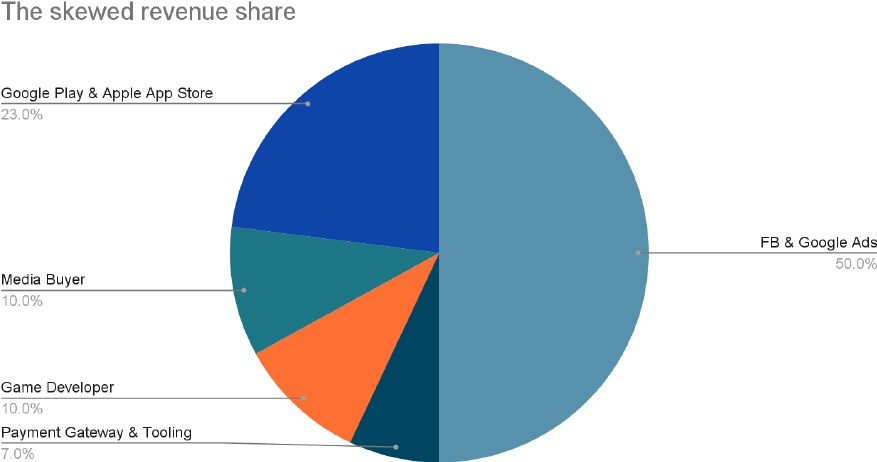 The skewed revenue share
Google Play & Apple App Store
23.0%
FB & Google Ads
50.0%
Media Buyer
10.0%
Game Developer
10.0%
Payment Gateway & Tooling
7.0%